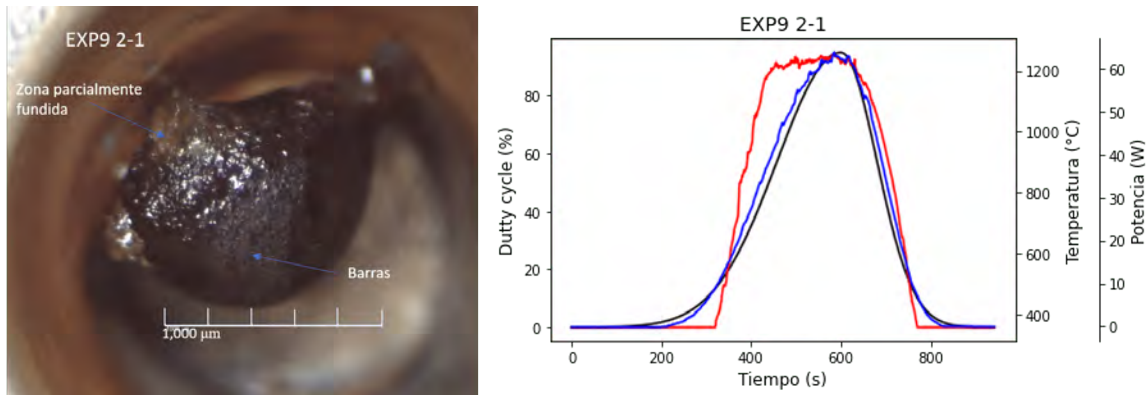 EXP9 2-1
Zona parcialmente
fundida
Barras
1,000 µm
EXP9 2-1
Dutty cycle (%)
80
60
40
20
0
0
200
400
600
800
Tiempo (s)
1200
1000
800
600
400
Temperatura (°C)
60
50
40
30
20
10
0
Potencia (W)